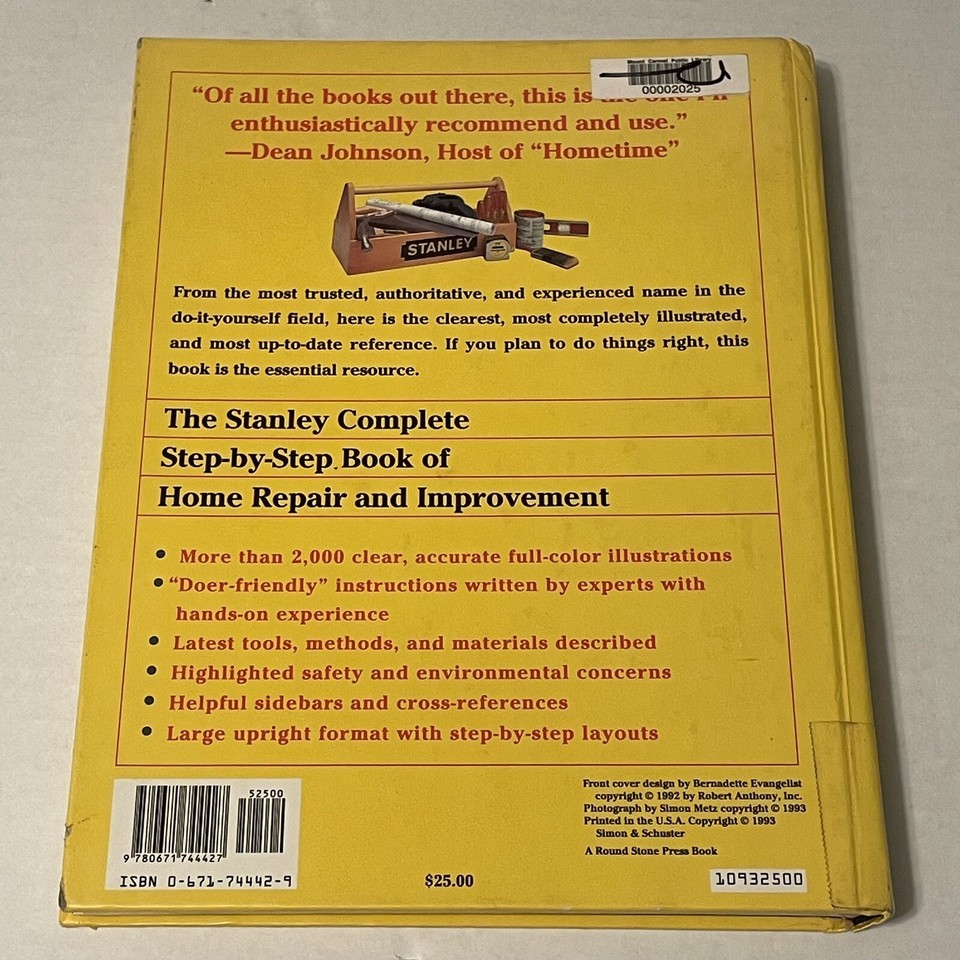 Mount Carmel Public Library
00002025
“Of all the books out there, this is the one I'll
enthusiastically recommend and use.”
—Dean Johnson, Host of “Hometime”
STANLEY
From the most trusted, authoritative, and experienced name in the
do-it-yourself field, here is the clearest, most completely illustrated,
and most up-to-date reference. If you plan to do things right, this
book is the essential resource.
The Stanley Complete
Step-by-Step Book of
Home Repair and Improvement
• More than 2,000 clear, accurate full-color illustrations
• “Doer-friendly” instructions written by experts with
hands-on experience
• Latest tools, methods, and materials described
• Highlighted safety and environmental concerns
• Helpful sidebars and cross-references
• Large upright format with step-by-step layouts
52500
9 780671 744427
ISBN 0-671-74442-9
$25.00
Front cover design by Bernadette Evangelist
copyright © 1992 by Robert Anthony, Inc.
Photograph by Simon Metz copyright © 1993
Printed in the U.S.A. Copyright © 1993
Simon & Schuster
A Round Stone Press Book
10932500